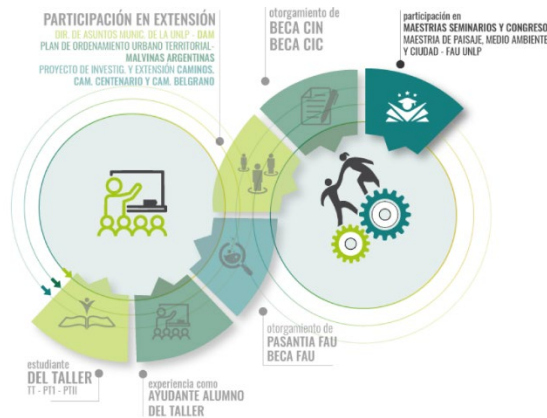 PARTICIPACIÓN EN EXTENSIÓN
DIR. DE ASUNTOS MUNIC. DE LA UNLP - DAM
PLAN DE ORDENAMIENTO URBANO TERRITORIAL-
MALVINAS ARGENTINAS
PROYECTO DE INVESTIG. Y EXTENSIÓN CAMINOS.
CAM. CENTENARIO Y CAM. BELGRANO
otorgamiento de
BECA CIN
BECA CIC
participación en
MAESTRIAS SEMINARIOS Y CONGRESO
MAESTRIA DE PAISAJE, MEDIO AMBIENTE
Y CIUDAD - FAU UNLP
estudiante
DEL TALLER
TT - PTI - PTII
experiencia como
AYUDANTE ALUMNO
DEL TALLER
otorgamiento de
PASANTIA FAU
BECA FAU